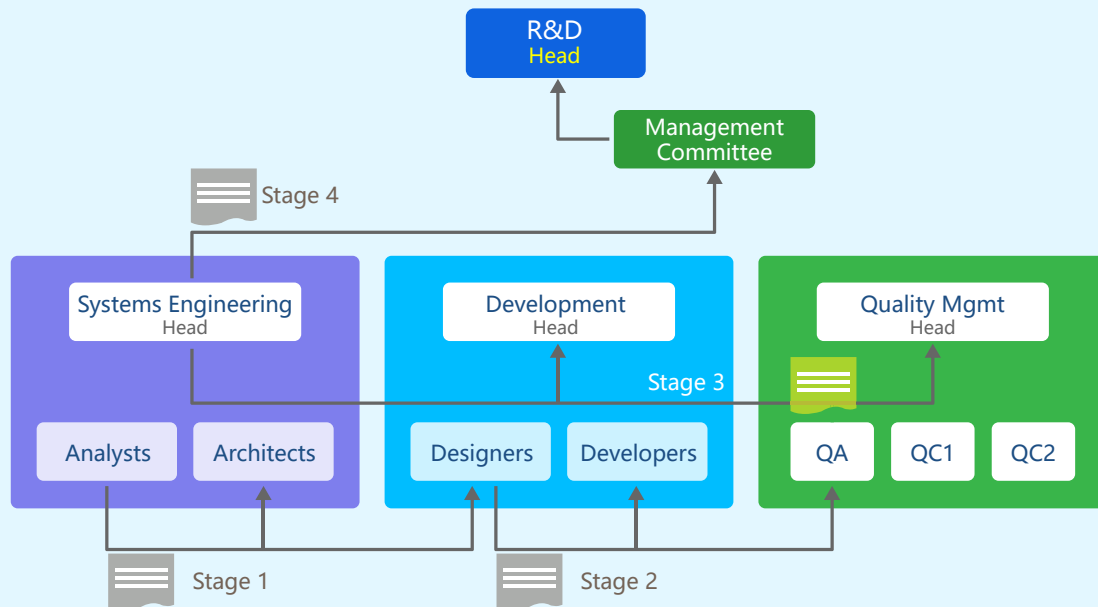 R&D
Head
Management
Committee
Stage 4
Systems Engineering
Head
Development
Head
Quality Mgmt
Head
Stage 3
Analysts
Architects
Designers
Developers
QA
QC1
QC2
Stage 1
Stage 2